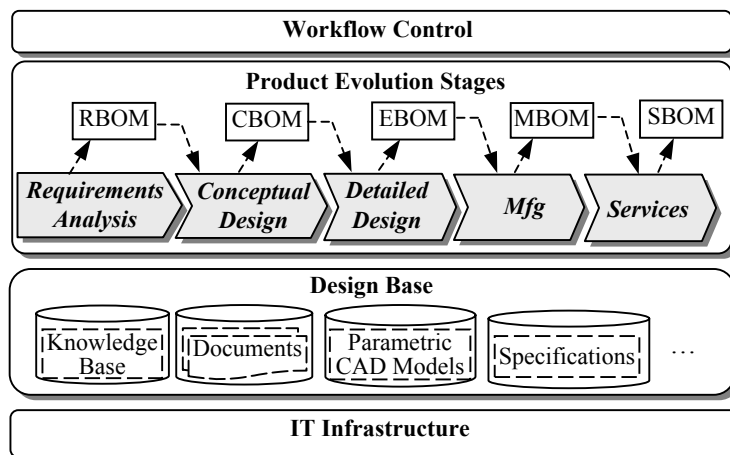 Workflow Control
Product Evolution Stages
RBOM
CBOM
EBOM
MBOM
SBOM
Requirements
Analysis
Conceptual
Design
Detailed
Design
Mfg
Services
Design Base
Knowledge
Base
Documents
Parametric
CAD Models
Specifications
…
IT Infrastructure